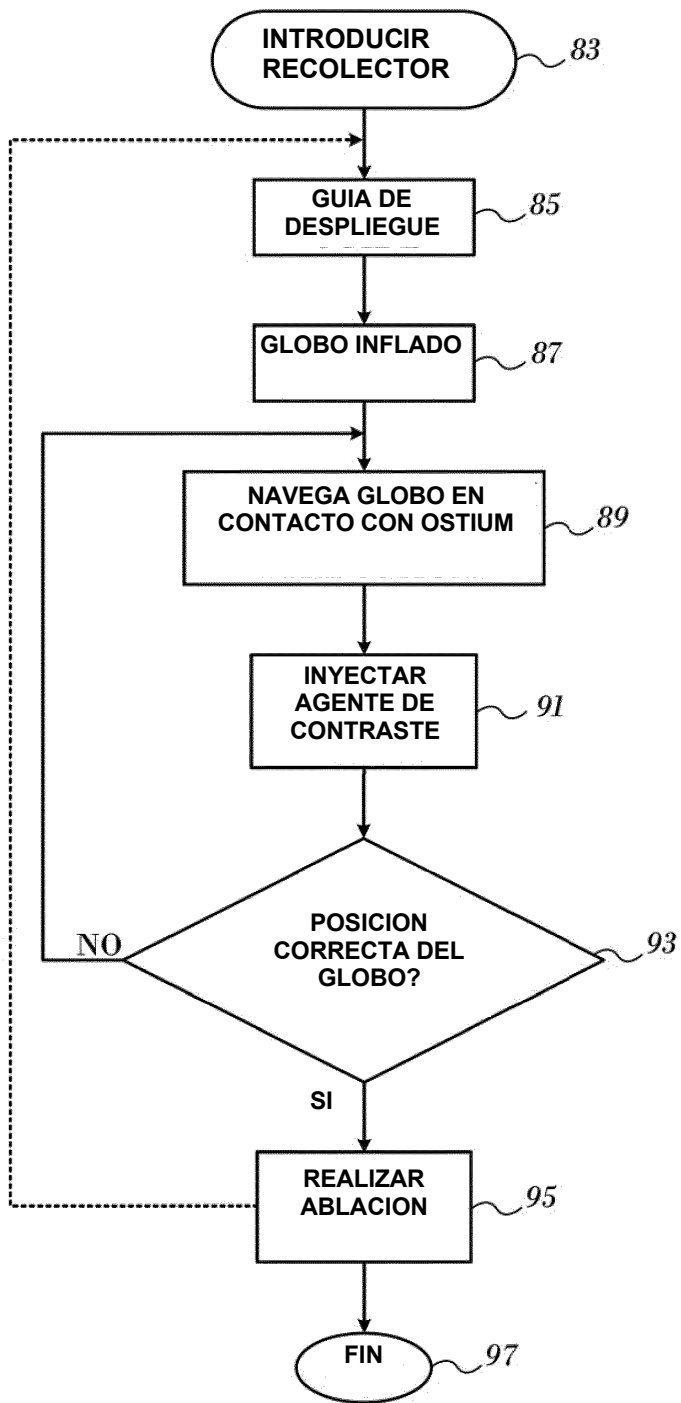 INTRODUCIR
RECOLECTOR
83
GUIA DE
DESPLIEGUE
85
GLOBO INFLADO
87
NAVEGA GLOBO EN
CONTACTO CON OSTIUM
89
INYECTAR
AGENTE DE
CONTRASTE
91
POSICION
CORRECTA DEL
GLOBO?
93
NO
SI
REALIZAR
ABLACION
95
FIN
97